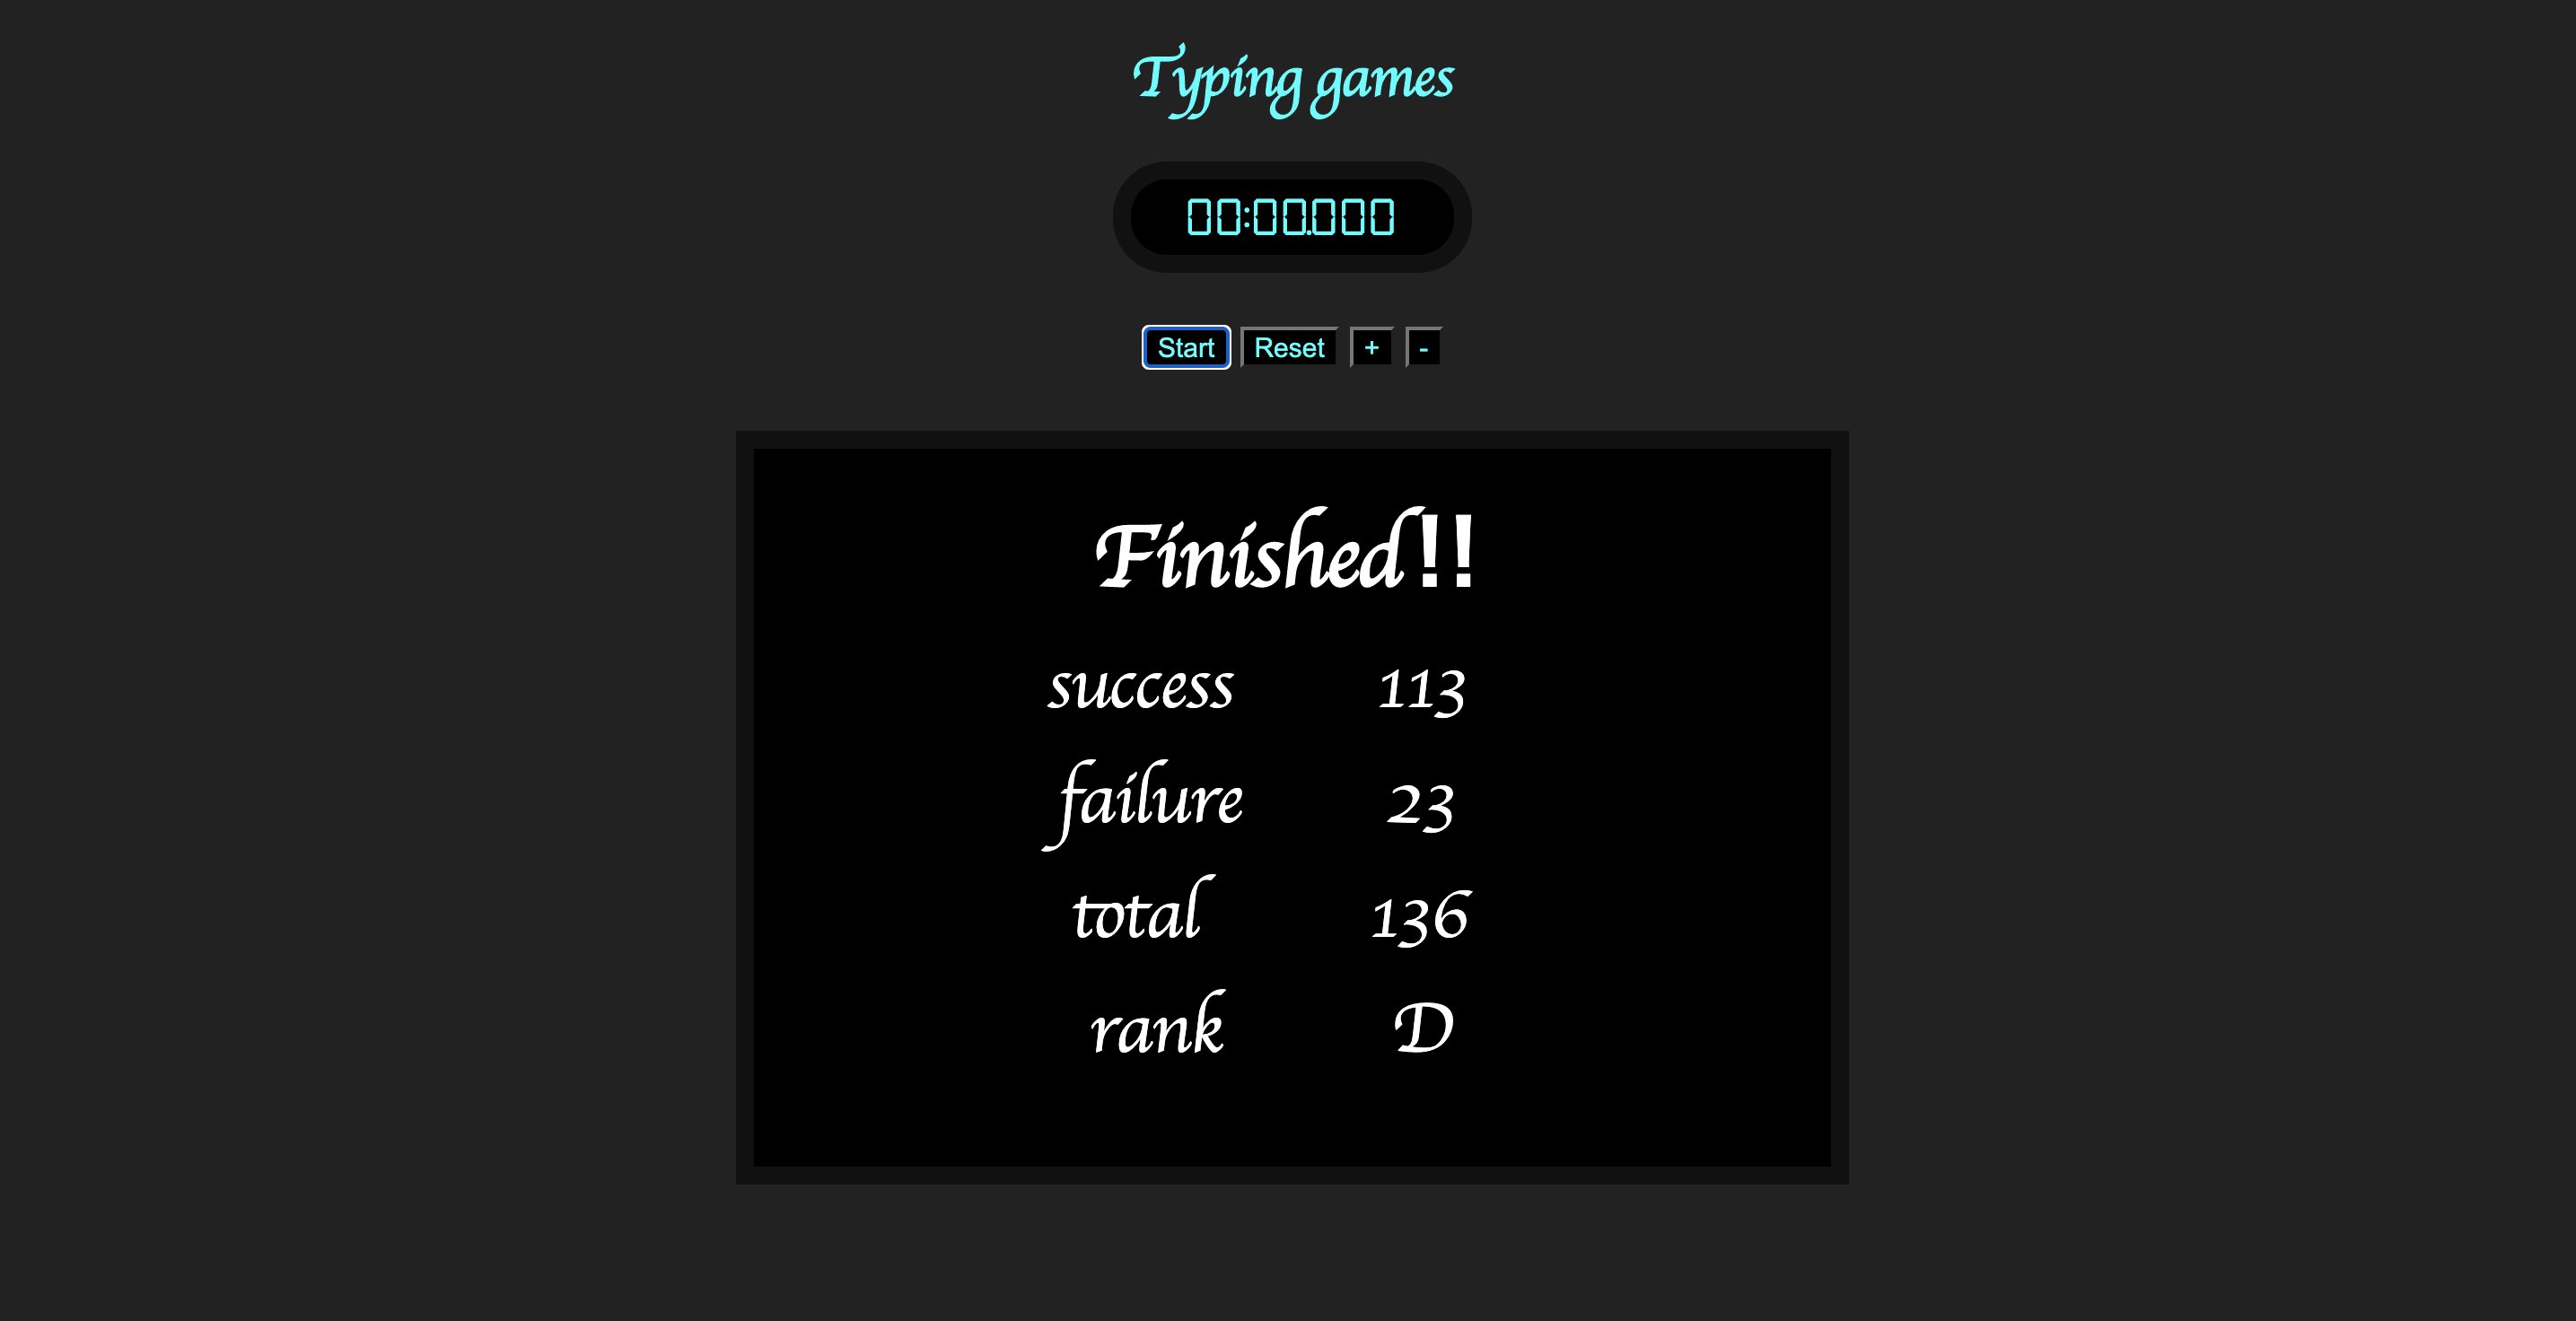 Typing games
00:00.000
Start Reset + -
Finished!!
success 113
failure 23
total 136
rank D